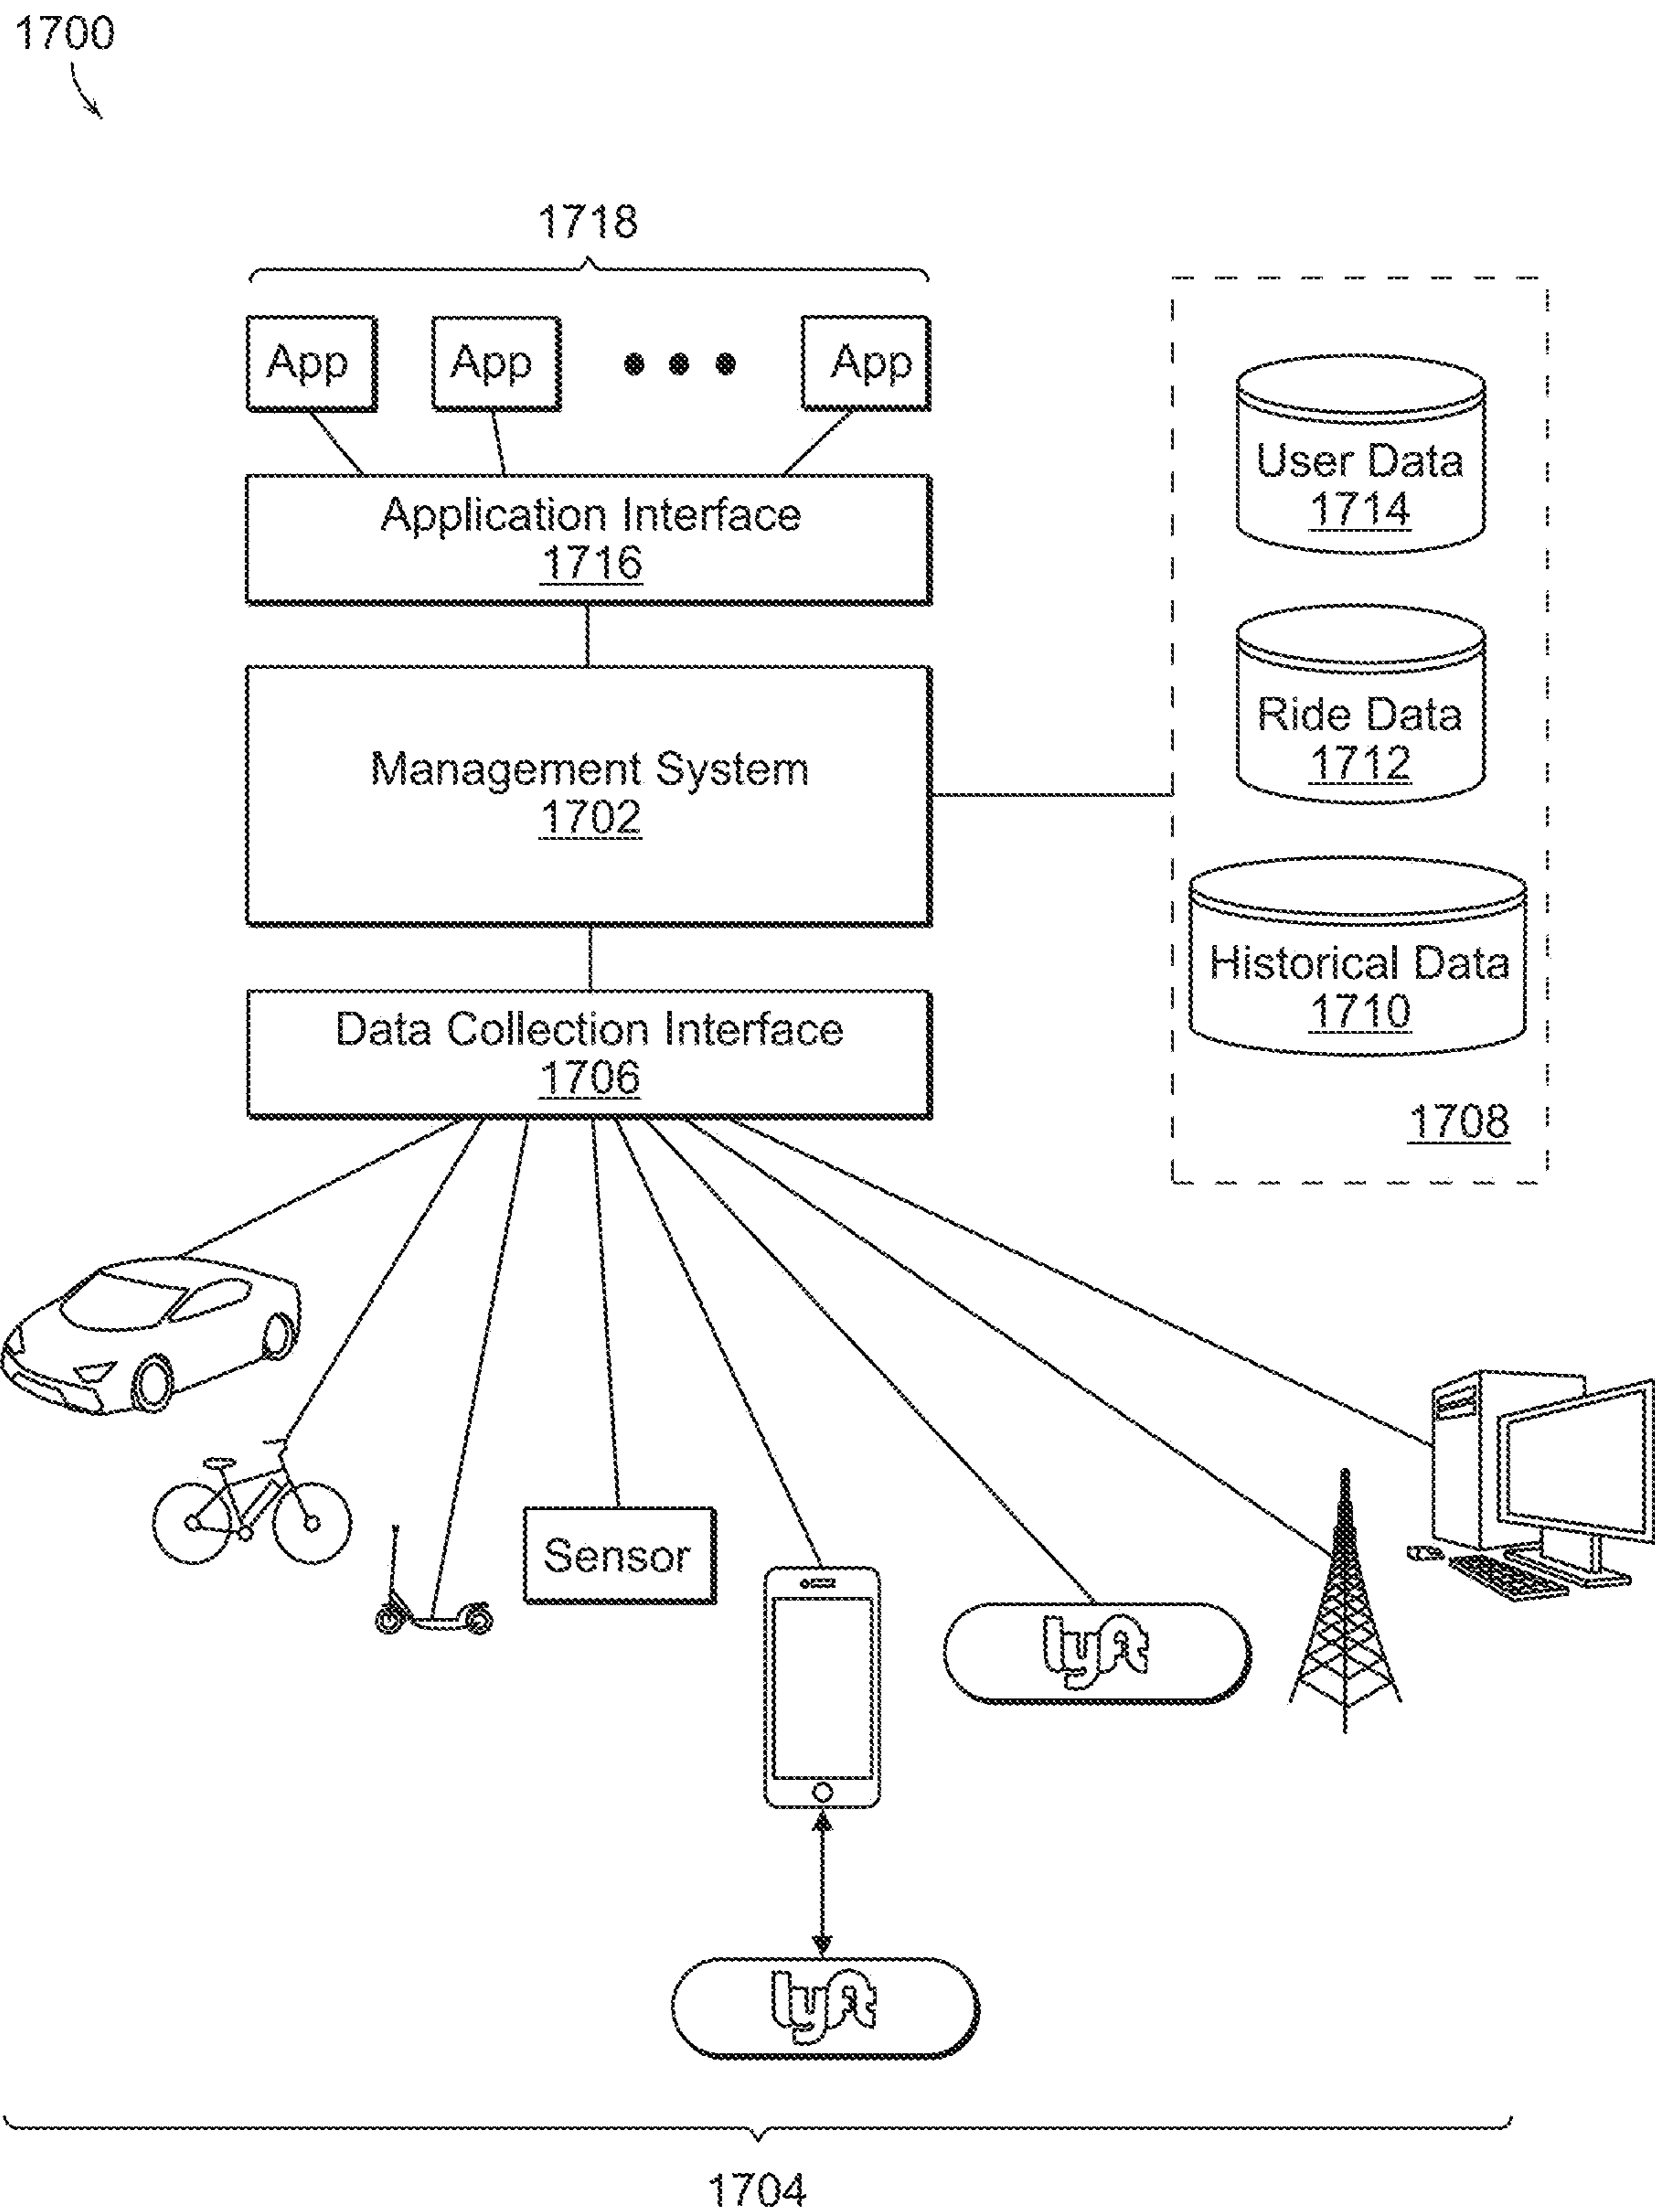 1700
1718
App
App
App
Application Interface
1716
Management System
1702
Data Collection Interface
1706
User Data
1714
Ride Data
1712
Historical Data
1710
1708
Sensor
lyft
lyft
1704